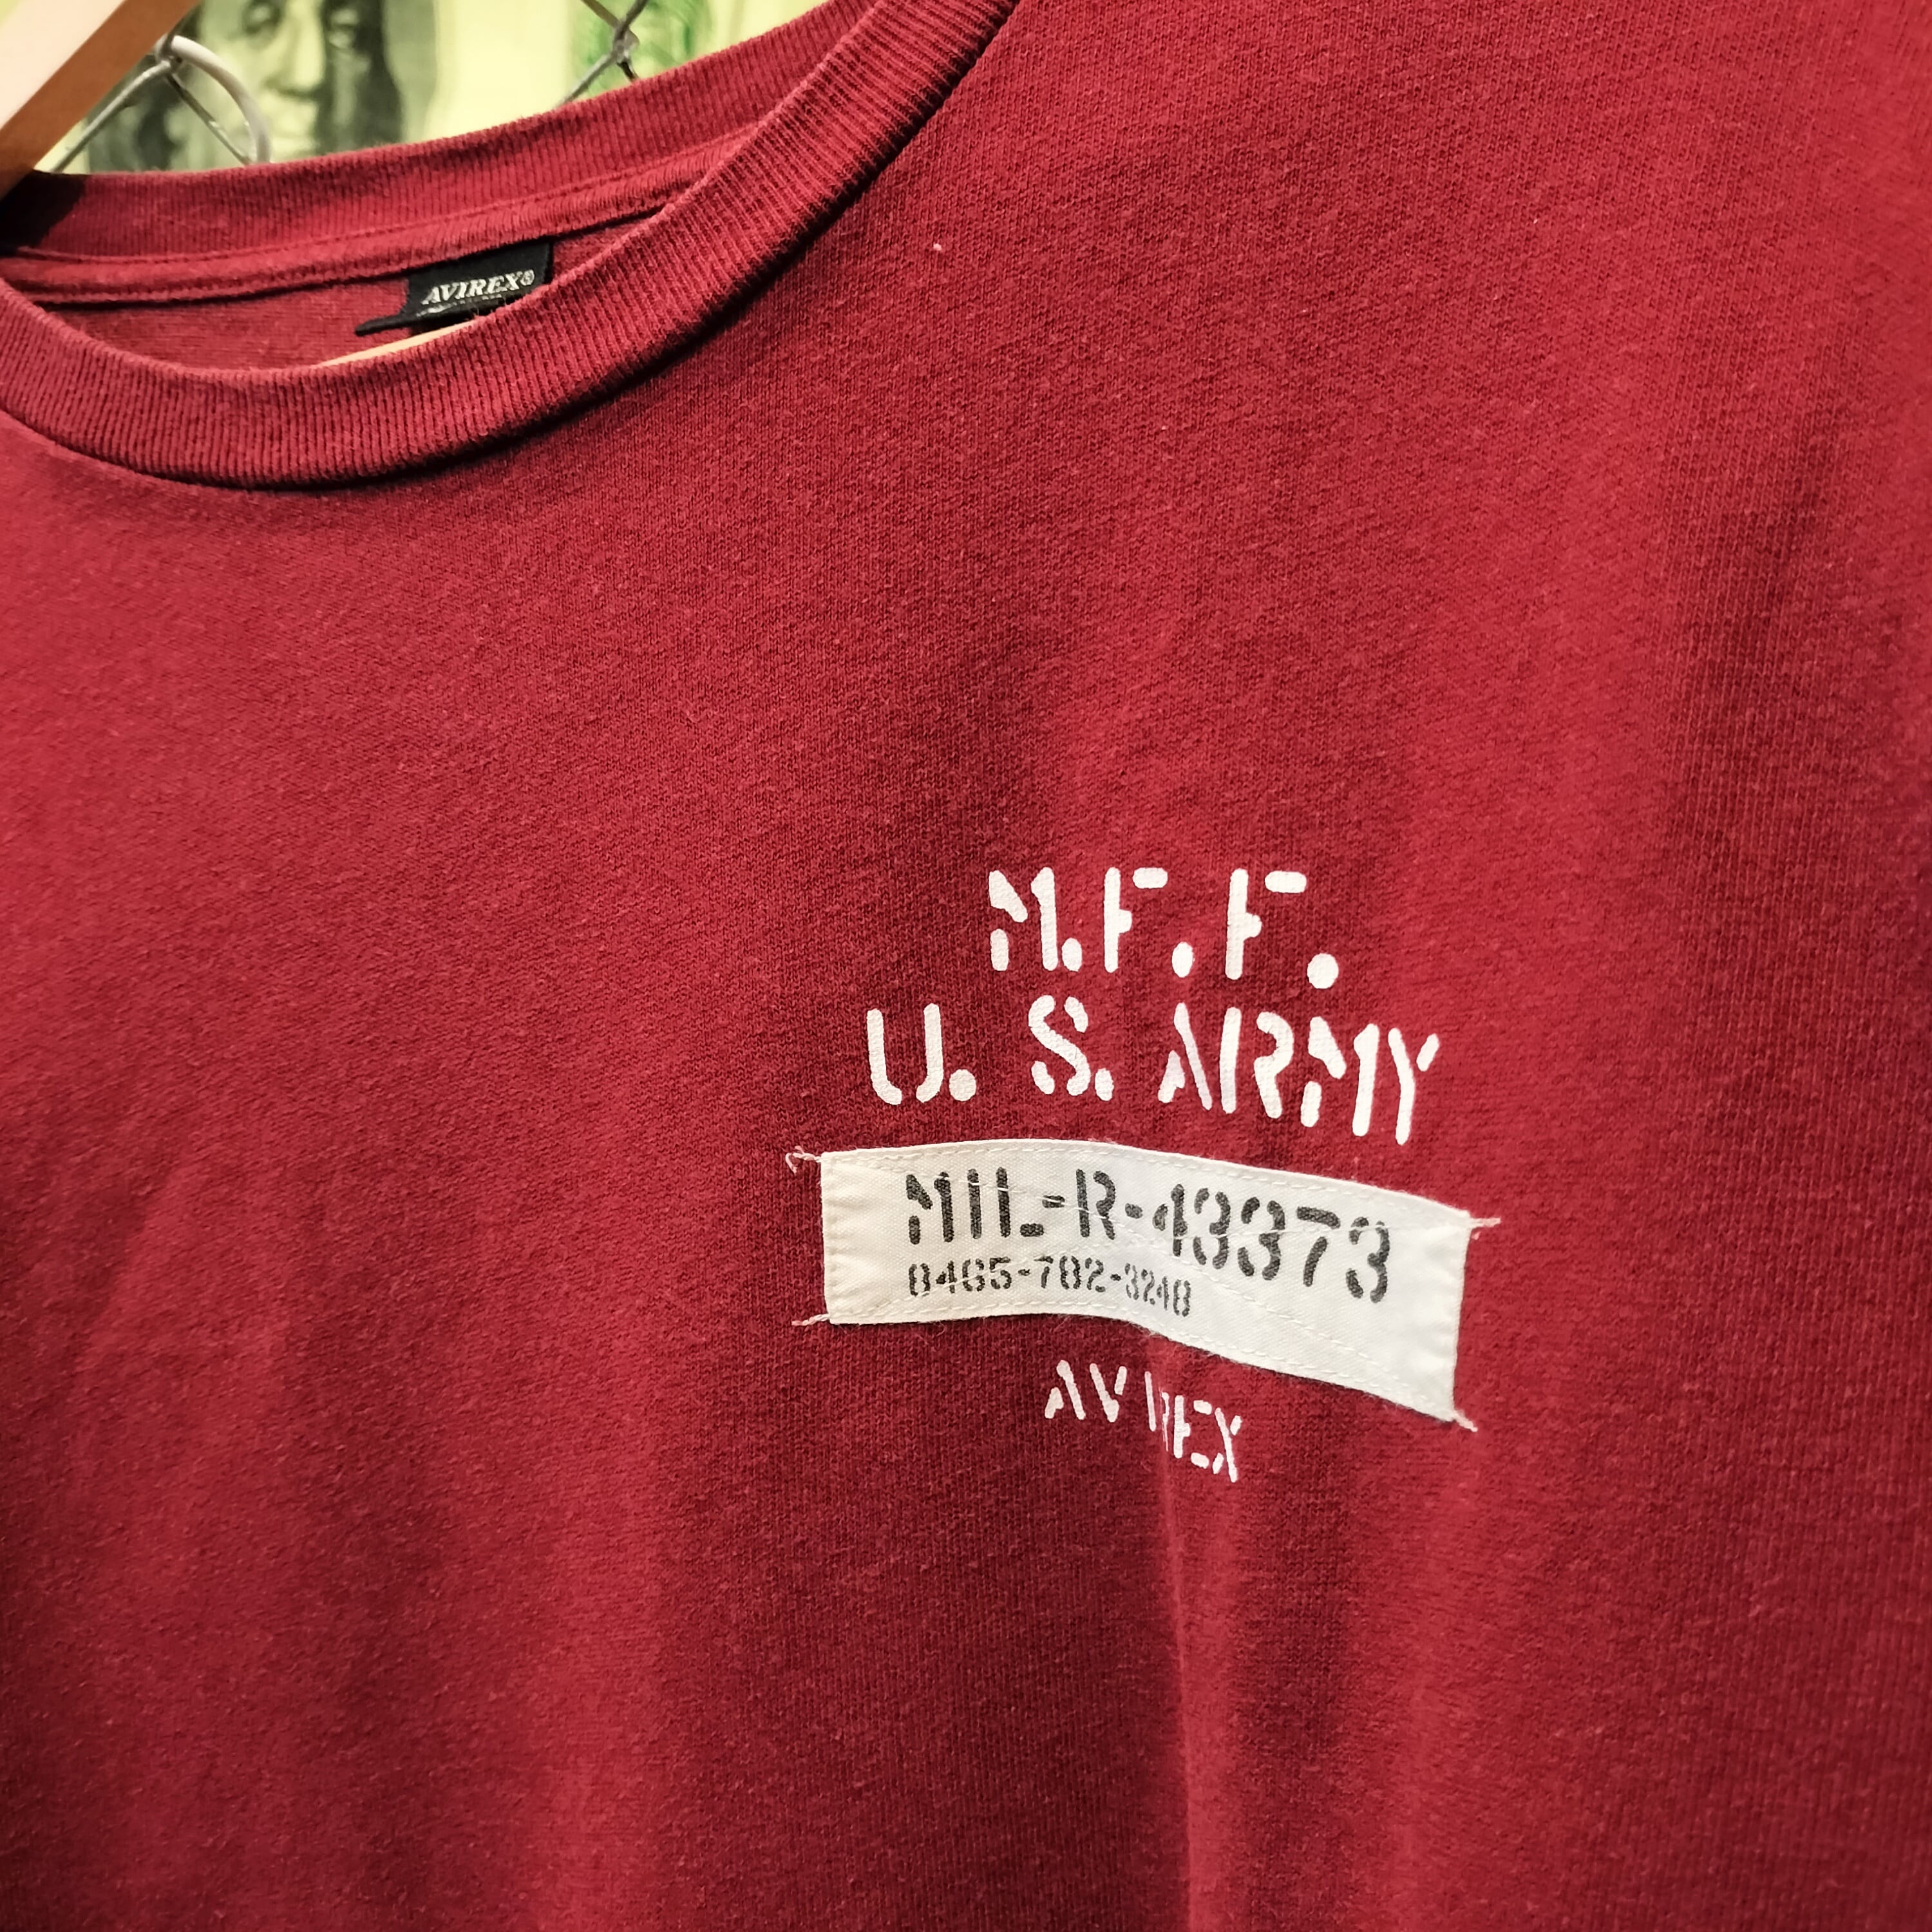 AVIREX®
M.F.F.
U.S. ARMY
MIL-R-43373
8465-782-3248
AVIREX